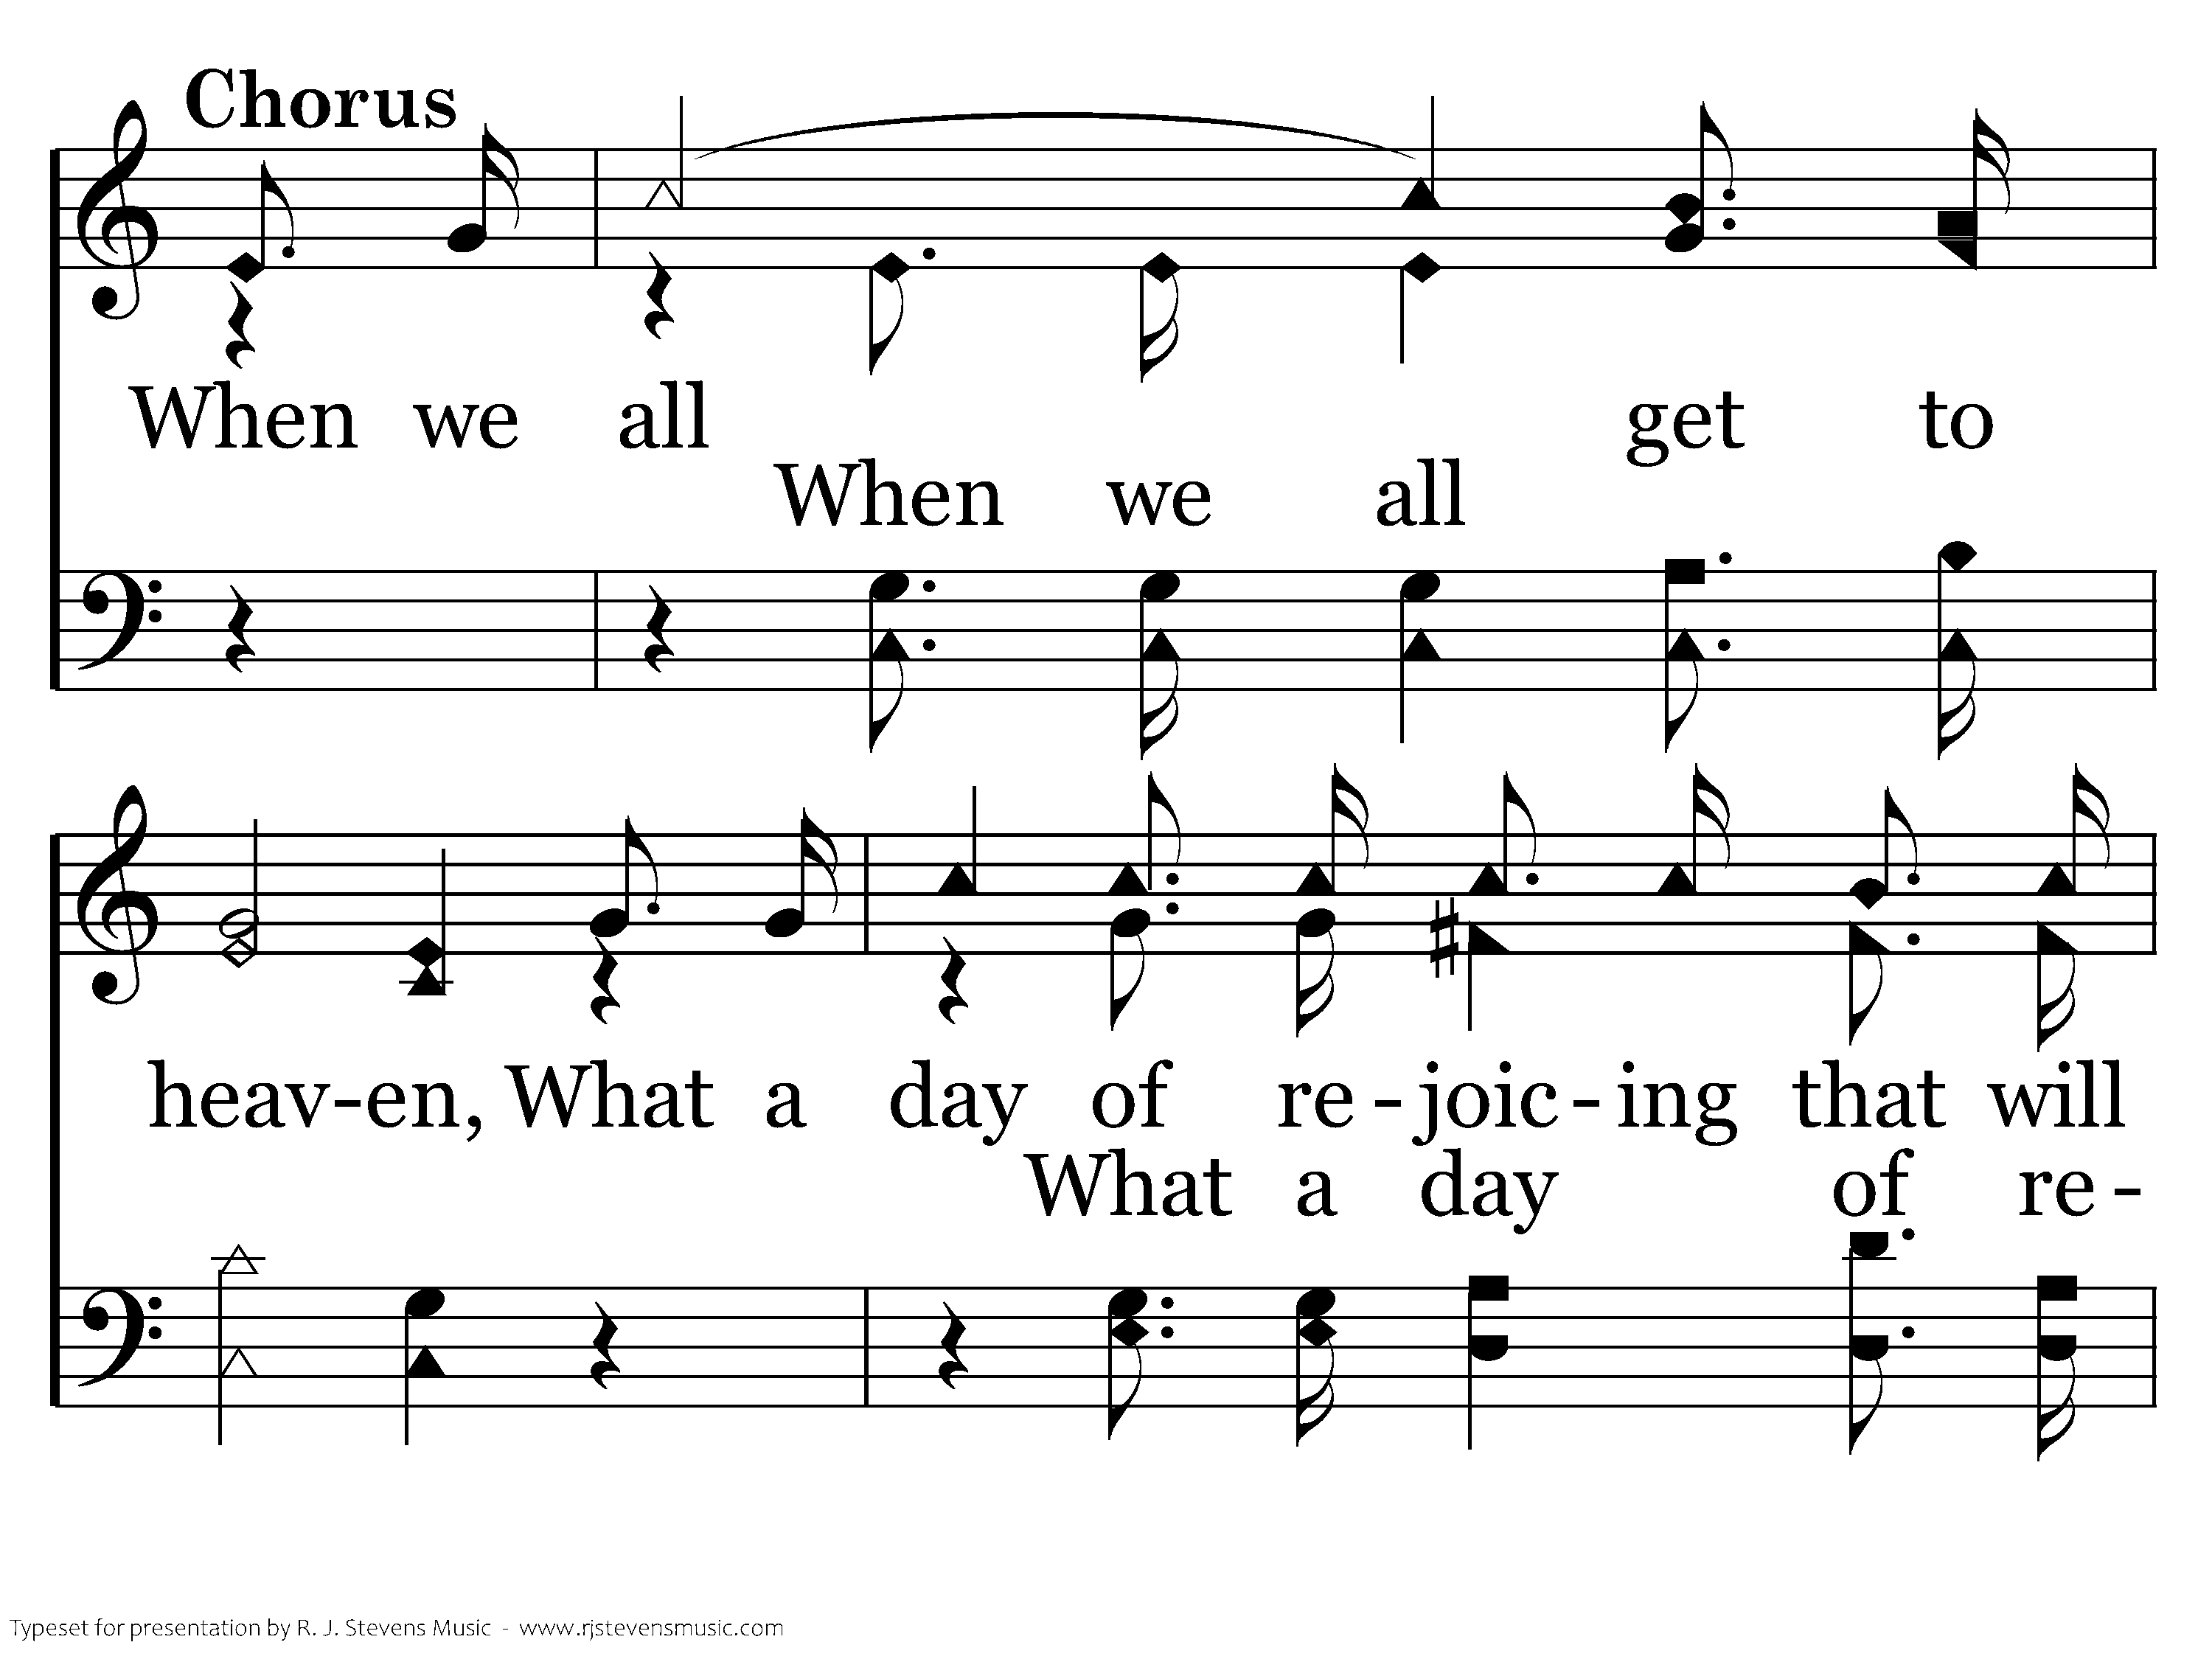 Chorus
When we all get to
When we all
heav-en, What a day of re-joic-ing that will
What a day of re-
Typeset for presentation by R. J. Stevens Music - www.rjstevensmusic.com